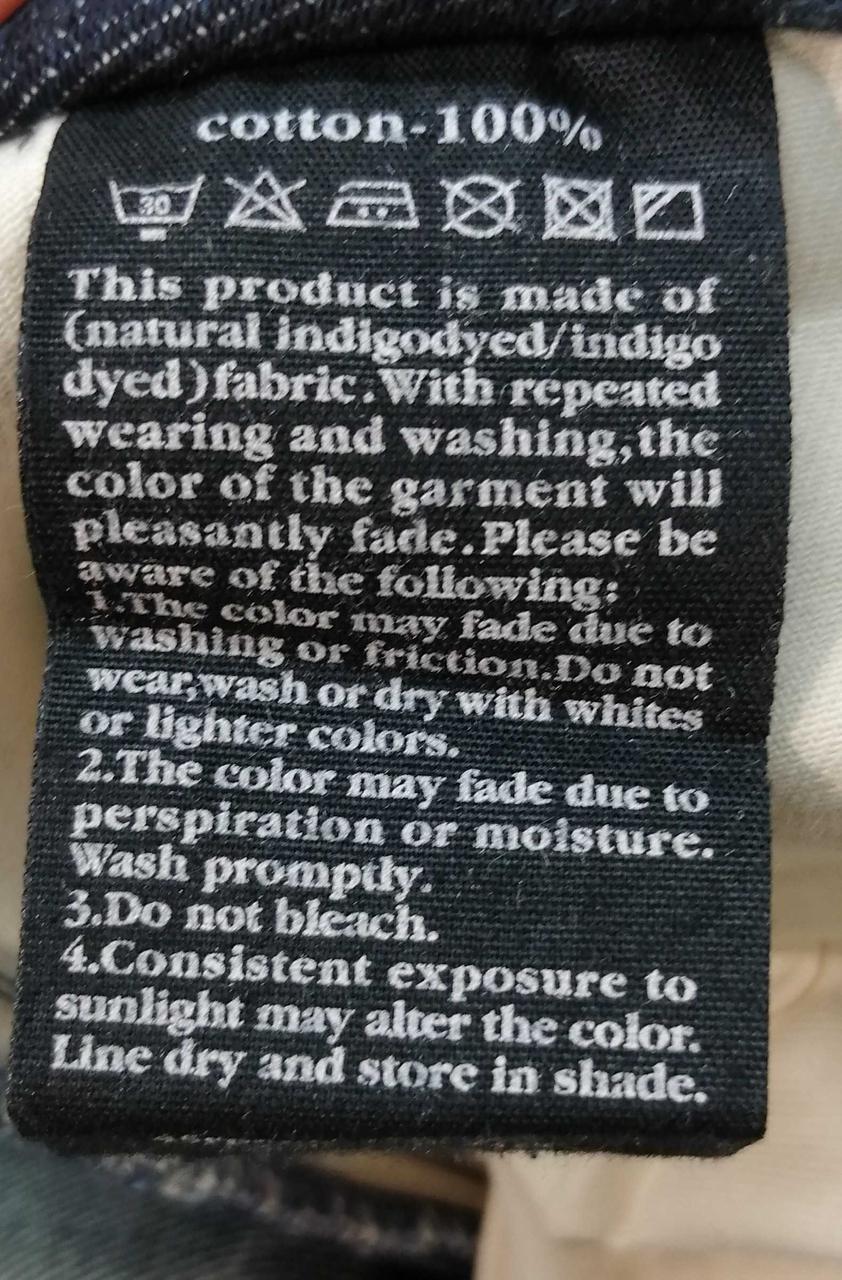 cotton-100%
30
This product is made of
(natural indigodyed/indigo
dyed)fabric.With repeated
wearing and washing,the
color of the garment will
pleasantly fade.Please be
aware of the following:
1.The color may fade due to
washing or friction.Do not
wear,wash or dry with whites
or lighter colors.
2.The color may fade due to
perspiration or moisture.
Wash promptly.
3.Do not bleach.
4.Consistent exposure to
sunlight may alter the color.
Line dry and store in shade.